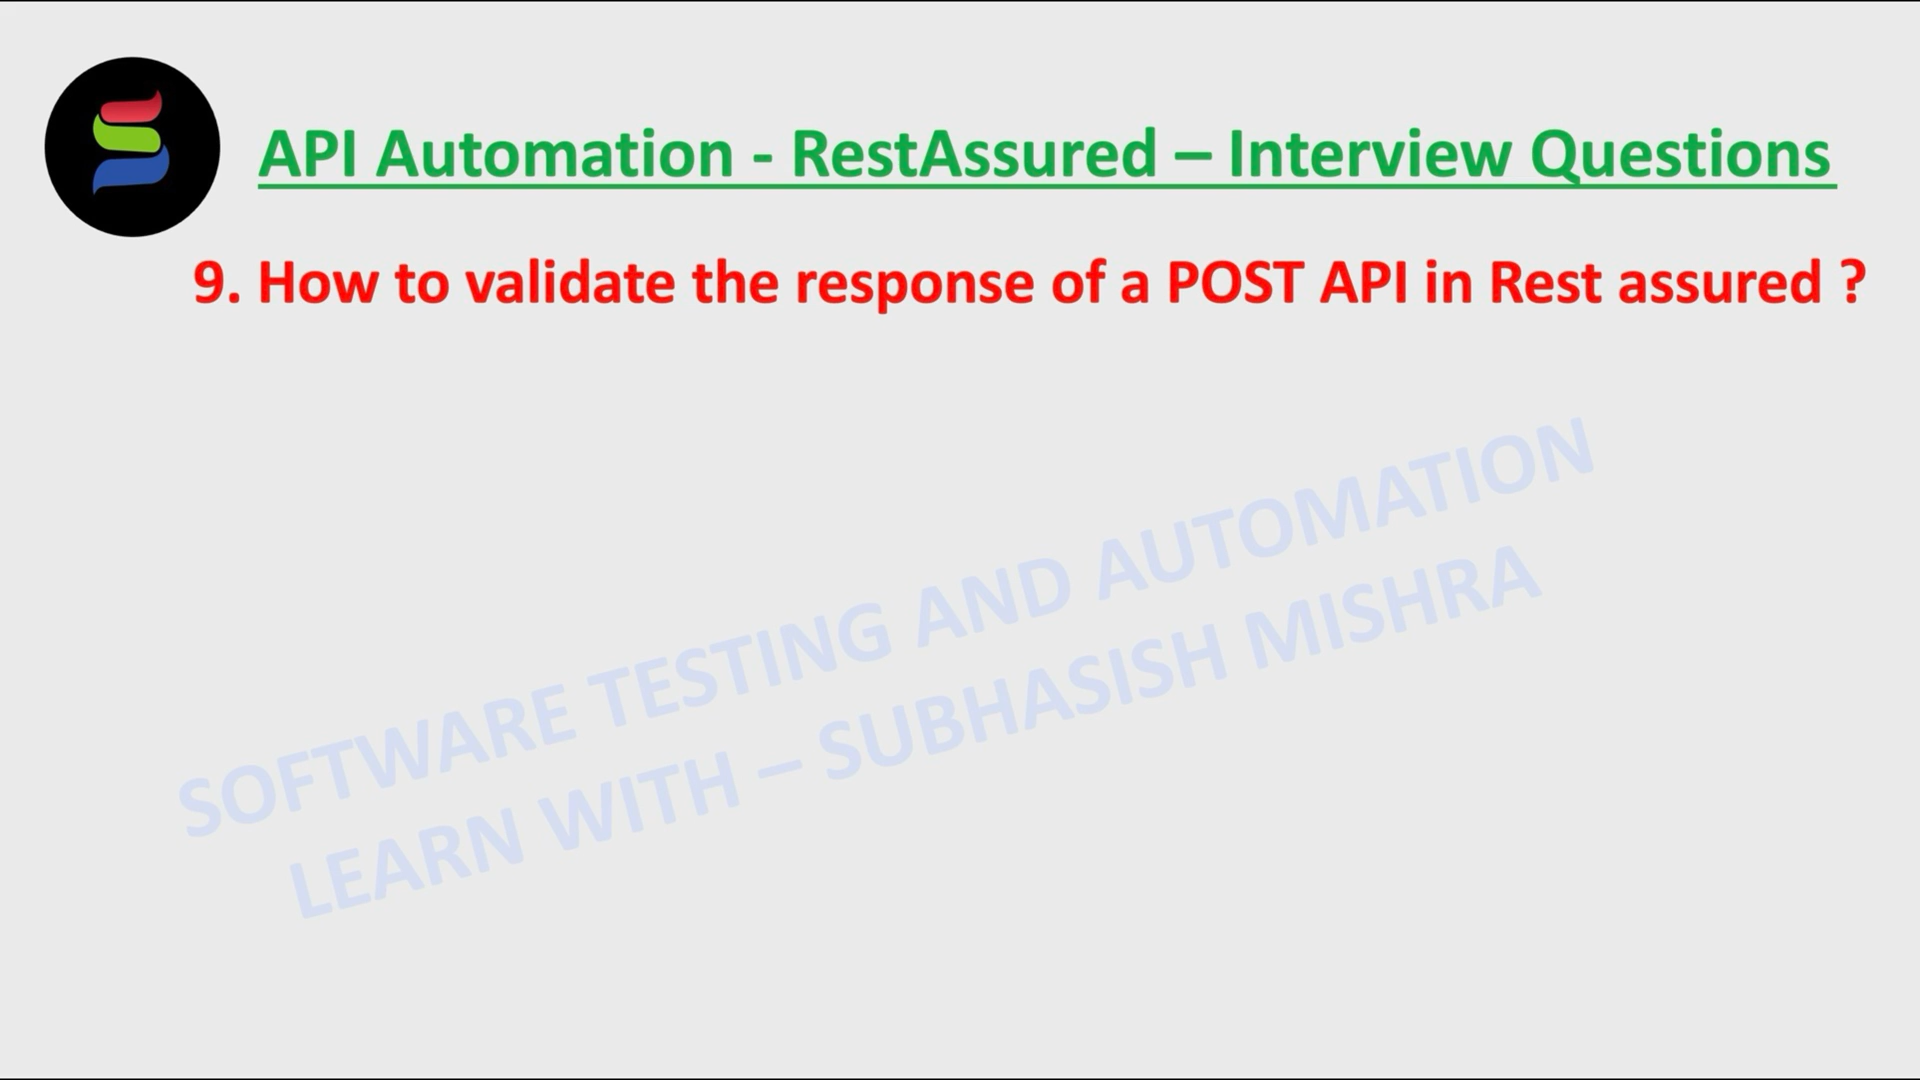 API Automation - RestAssured – Interview Questions
9. How to validate the response of a POST API in Rest assured ?
SOFTWARE TESTING AND AUTOMATION
LEARN WITH – SUBHASISH MISHRA